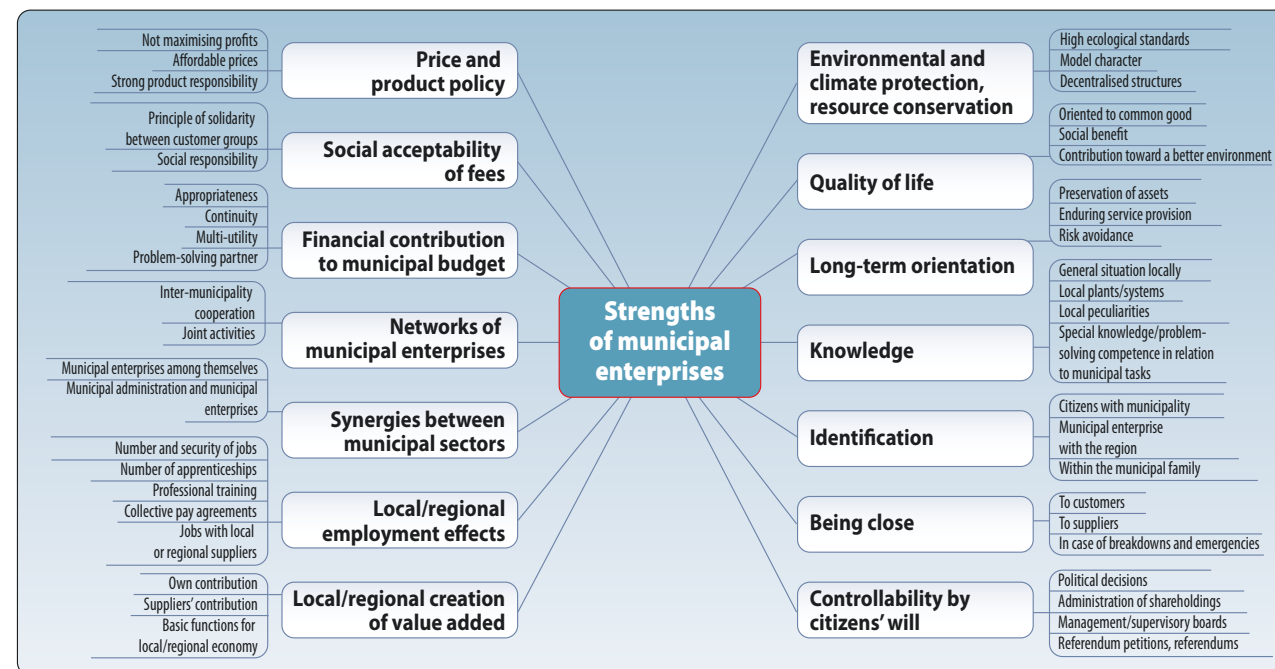 Not maximising profits
Affordable prices
Strong product responsibility
Price and
product policy
Principle of solidarity
between customer groups
Social responsibility
Social acceptability
of fees
Appropriateness
Continuity
Multi-utility
Problem-solving partner
Financial contribution
to municipal budget
Inter-municipality
cooperation
Joint activities
Networks of
municipal enterprises
Municipal enterprises among themselves
Municipal administration and municipal
enterprises
Synergies between
municipal sectors
Number and security of jobs
Number of apprenticeships
Professional training
Collective pay agreements
Jobs with local
or regional suppliers
Local/regional
employment effects
Own contribution
Suppliers’ contribution
Basic functions for
local/regional economy
Local/regional creation
of value added
Strengths
of municipal
enterprises
Environmental and
climate protection,
resource conservation
High ecological standards
Model character
Decentralised structures
Quality of life
Oriented to common good
Social benefit
Contribution toward a better environment
Long-term orientation
Preservation of assets
Enduring service provision
Risk avoidance
Knowledge
General situation locally
Local plants/systems
Local peculiarities
Special knowledge/problem-
solving competence in relation
to municipal tasks
Identification
Citizens with municipality
Municipal enterprise
with the region
Within the municipal family
Being close
To customers
To suppliers
In case of breakdowns and emergencies
Controllability by
citizens’ will
Political decisions
Administration of shareholdings
Management/supervisory boards
Referendum petitions, referendums